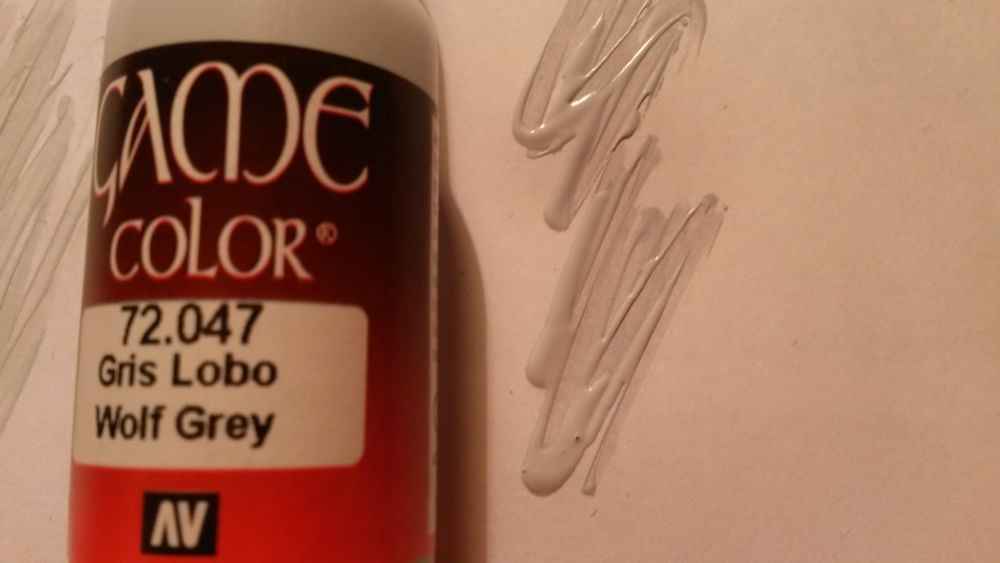 GAME
COLOR®
72.047
Gris Lobo
Wolf Grey
AV